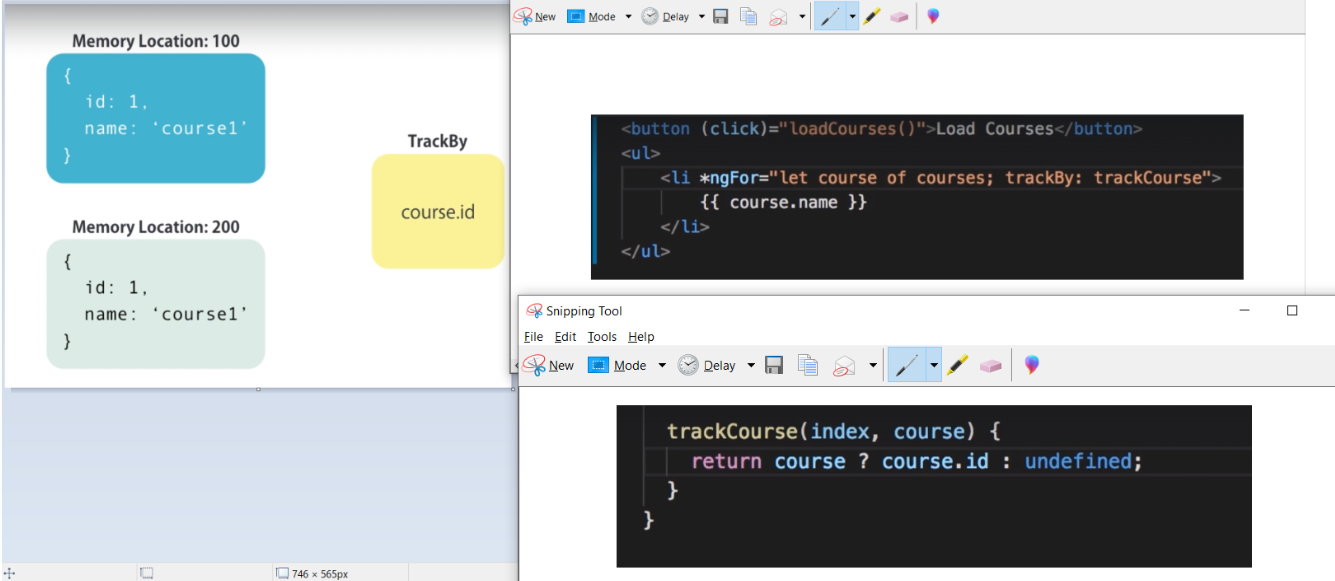 Memory Location: 100
{
id: 1,
name: ‘course1’
}
TrackBy
course.id
Memory Location: 200
{
id: 1,
name: ‘course1’
}
746 × 565px
New Mode Delay
<button (click)="loadCourses()">Load Courses</button>
<ul>
<li *ngFor="let course of courses; trackBy: trackCourse">
{{ course.name }}
</li>
</ul>
Snipping Tool
File Edit Tools Help
New Mode Delay
trackCourse(index, course) {
return course ? course.id : undefined;
}
}